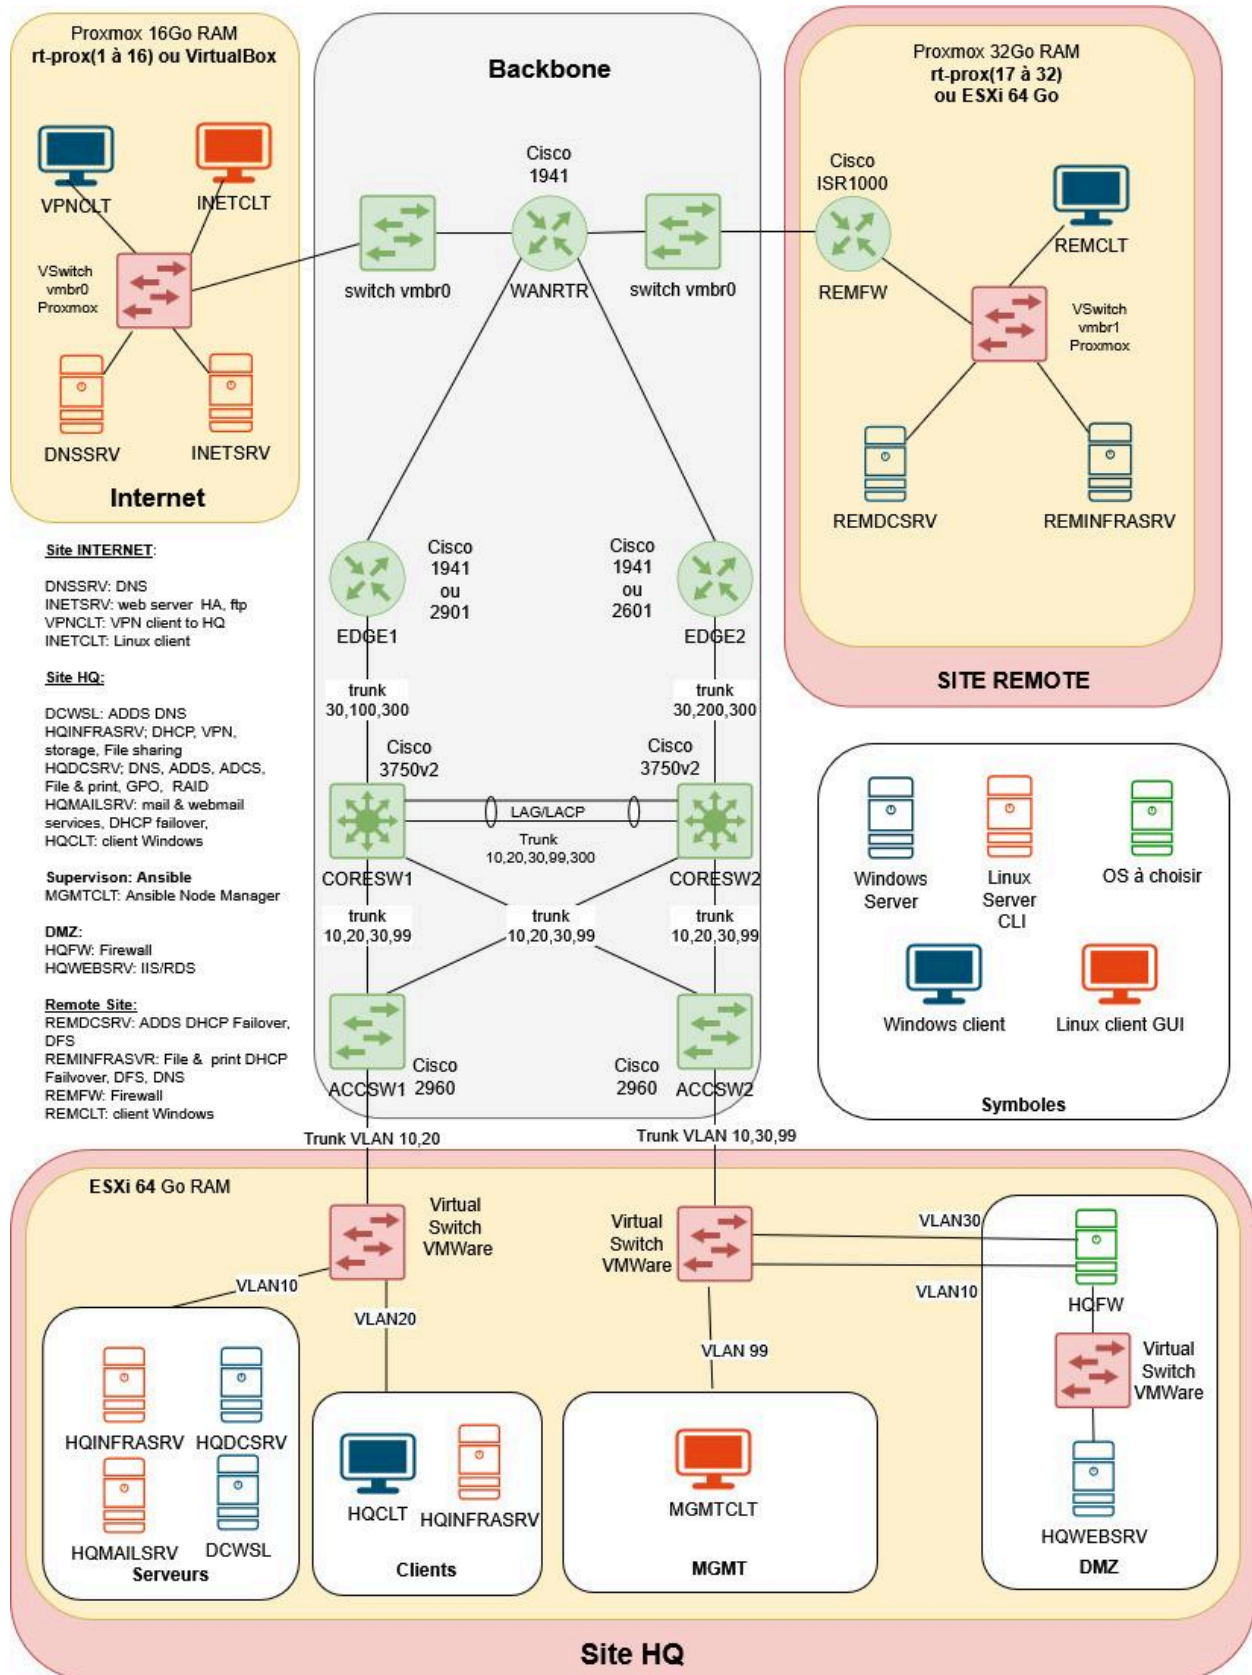 Proxmox 16Go RAM
rt-prox(1 à 16) ou VirtualBox
VPNCLT
INETCLT
VSwitch
vmbr0
Proxmox
DNSSRV
INETSRV
Internet
Backbone
Cisco
1941
switch vmbr0
WANRTR
switch vmbr0
Cisco
1941
ou
2901
EDGE1
Cisco
1941
ou
2601
EDGE2
trunk
30,100,300
trunk
30,200,300
Cisco
3750v2
Cisco
3750v2
LAG/LACP
Trunk
10,20,30,99,300
CORESW1
CORESW2
trunk
10,20,30,99
trunk
10,20,30,99
trunk
10,20,30,99
ACCSW1
Cisco
2960
Cisco
2960
ACCSW2
Proxmox 32Go RAM
rt-prox(17 à 32)
ou ESXi 64 Go
Cisco
ISR1000
REMFW
REMCLT
VSwitch
vmbr1
Proxmox
REMDCSRV
REMINFRASRV
SITE REMOTE
Site INTERNET:
DNSSRV: DNS
INETSRV: web server HA, ftp
VPNCLT: VPN client to HQ
INETCLT: Linux client
Site HQ:
DCWSL: ADDS DNS
HQINFRASRV; DHCP, VPN,
storage, File sharing
HQDCSRV; DNS, ADDS, ADCS,
File & print, GPO, RAID
HQMAILSRV: mail & webmail
services, DHCP failover,
HQCLT: client Windows
Supervison: Ansible
MGMTCLT: Ansible Node Manager
DMZ:
HQFW: Firewall
HQWEBSRV: IIS/RDS
Remote Site:
REMDCSRV: ADDS DHCP Failover,
DFS
REMINFRASVR: File & print DHCP
Failvover, DFS, DNS
REMFW: Firewall
REMCLT: client Windows
Windows
Server
Linux
Server
CLI
OS à choisir
Windows client
Linux client GUI
Symboles
Trunk VLAN 10,20
Trunk VLAN 10,30,99
ESXi 64 Go RAM
Virtual
Switch
VMWare
Virtual
Switch
VMWare
VLAN10
VLAN20
VLAN 99
VLAN30
VLAN10
HQFW
Virtual
Switch
VMWare
HQWEBSRV
DMZ
HQINFRASRV
HQDCSRV
HQMAILSRV
DCWSL
Serveurs
HQCLT
HQINFRASRV
Clients
MGMTCLT
MGMT
Site HQ